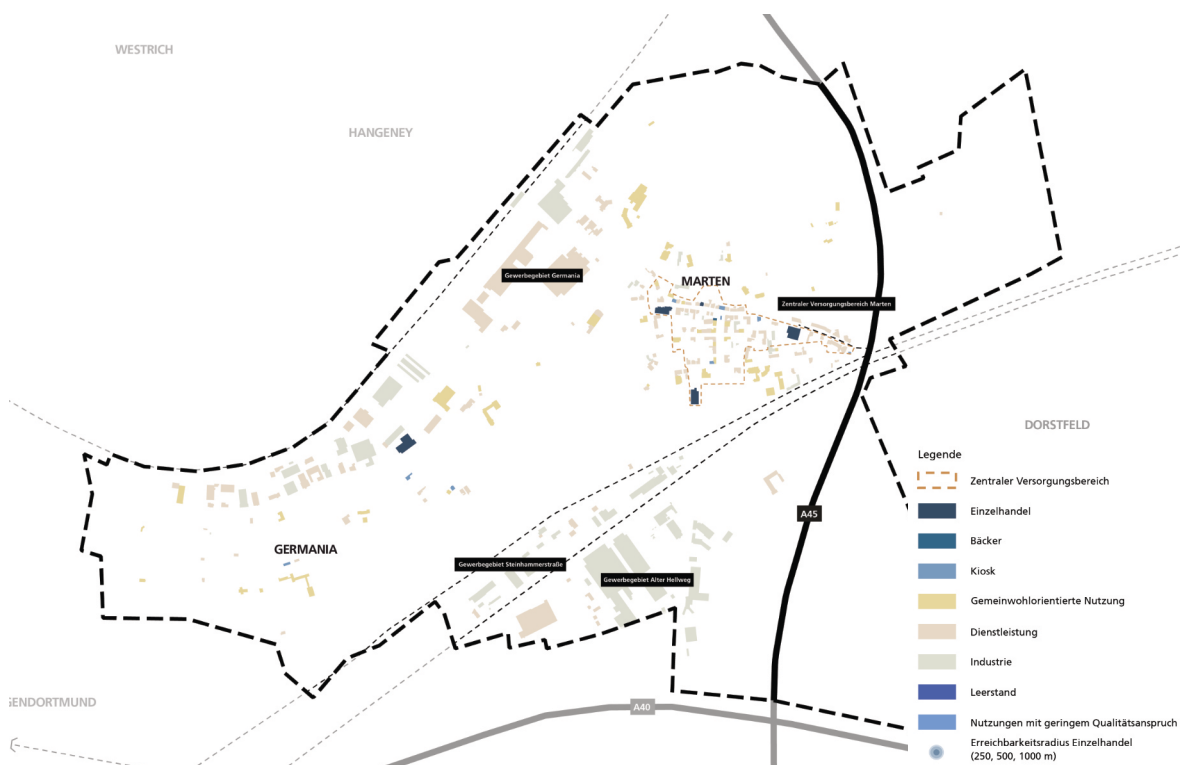 WESTRICH
HANGENEY
Gewerbegebiet Germania
MARTEN
Zentraler Versorgungsbereich Marten
DORSTFELD
Legende
Zentraler Versorgungsbereich
Einzelhandel
A45
Bäcker
GERMANIA
Gewerbegebiet Steinhammerstraße
Kiosk
Gewerbegebiet Alter Hellweg
Gemeinwohlorientierte Nutzung
Dienstleistung
Industrie
Leerstand
ENDORTMUND
A40
Nutzungen mit geringem Qualitätsanspruch
Erreichbarkeitsradius Einzelhandel
(250, 500, 1000 m)